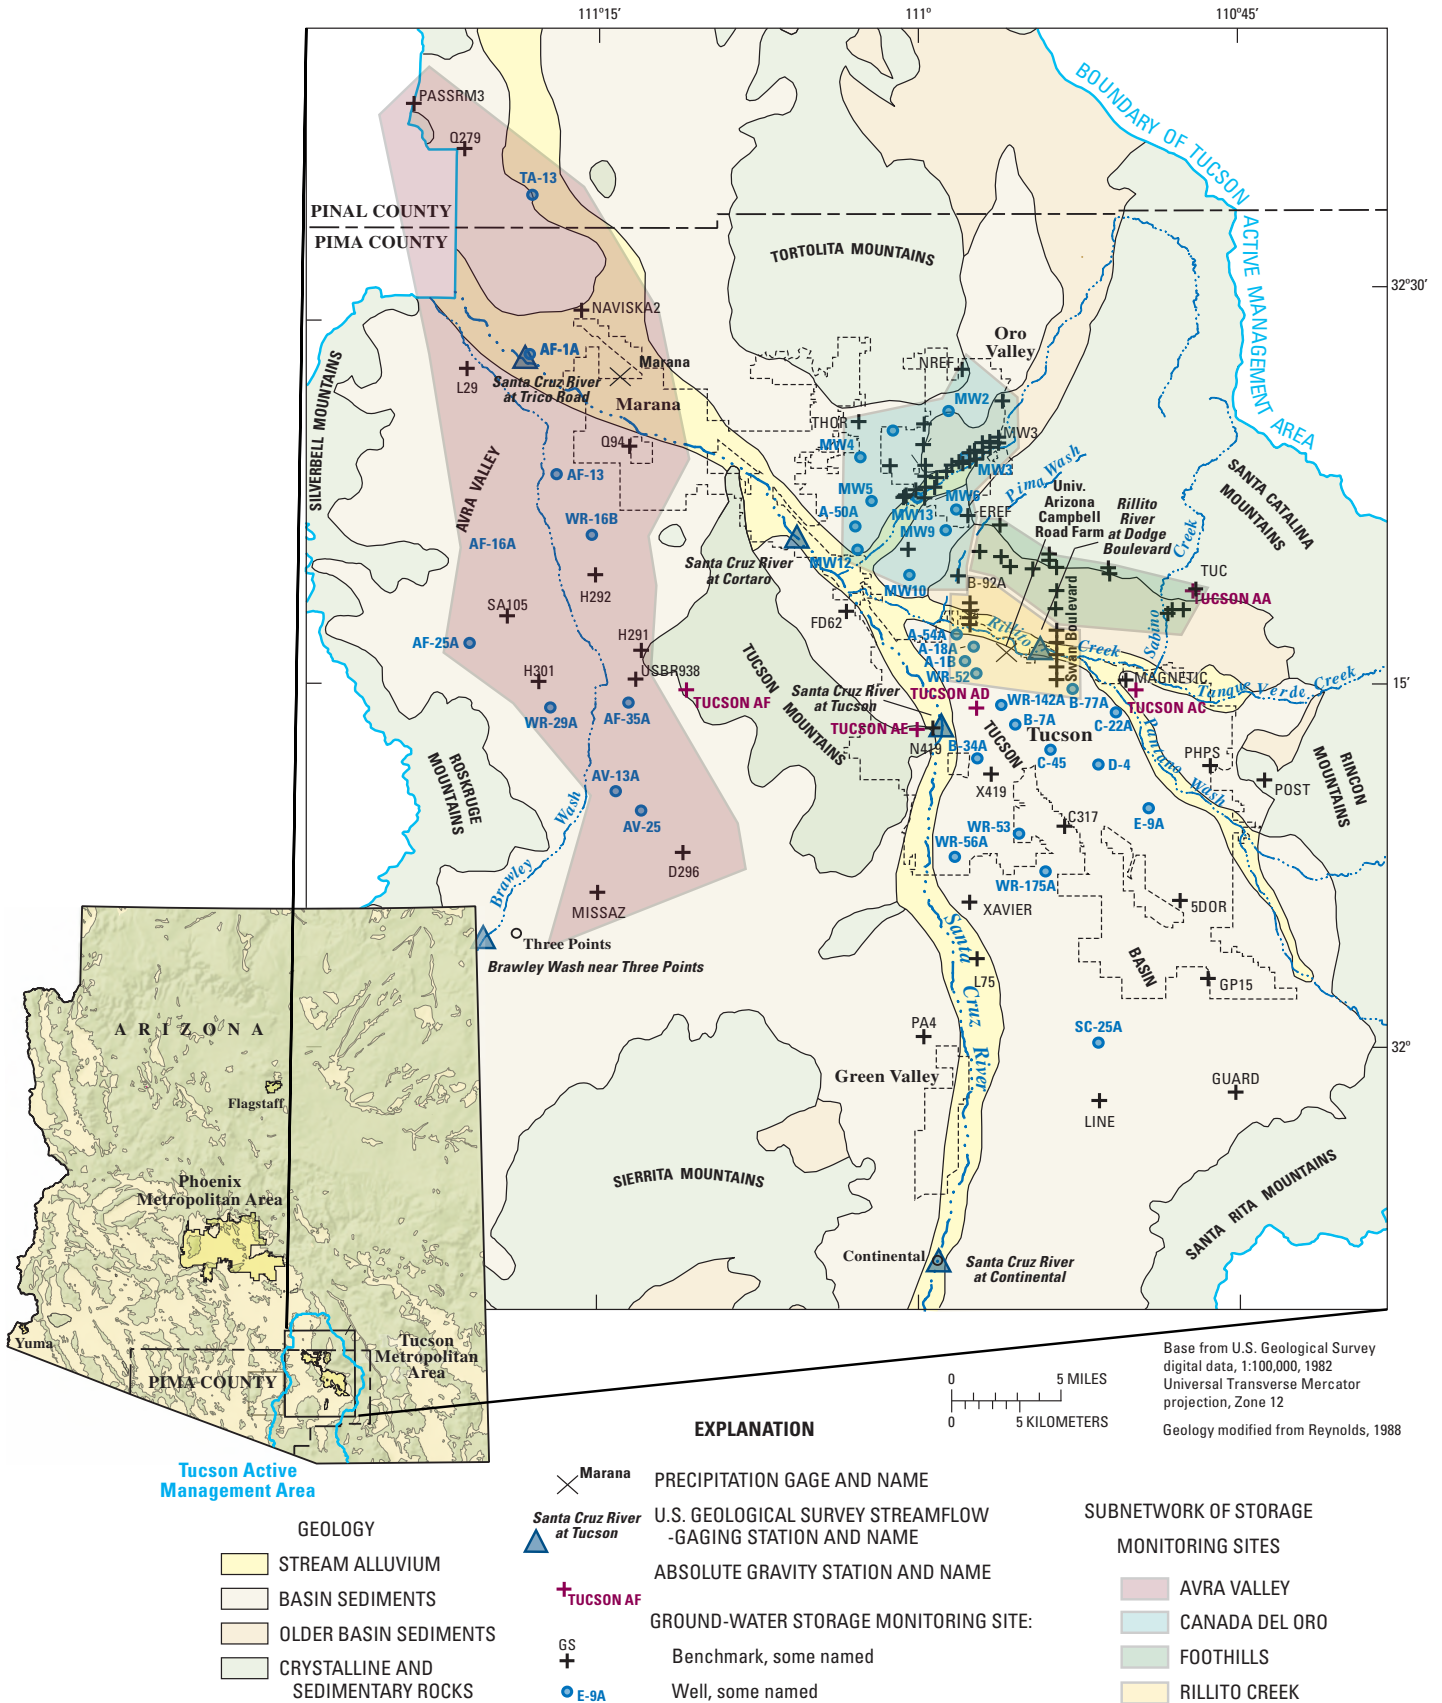 111º15'
111º
110º45'
BOUNDARY OF TUCSON ACTIVE MANAGEMENT AREA
PASSRM3
Q279
TA-13
PINAL COUNTY
PIMA COUNTY
TORTOLITA MOUNTAINS
32º30'
NAVISKA2
Oro
Valley
SILVERBELL MOUNTAINS
AF-1A
Marana
NREF
L29
Santa Cruz River
at Trico Road
Marana
MW2
THOR
MW3
Q94
MW4
MW3
AVRA VALLEY
AF-13
Pima Wash
SANTA CATALINA
MOUNTAINS
MW5
MW6
Univ.
Arizona
Campbell
Road Farm
Rillito
River
at Dodge
Boulevard
WR-16B
A-50A
MW13
EREF
AF-16A
MW9
Santa Cruz River
at Cortaro
MW12
Sabino
Creek
TUC
H292
MW10
B-92A
TUCSON AA
SA105
FD62
Swan Boulevard
AF-25A
H291
A-54A
Rillito
Creek
A-18A
TUCSON
MOUNTAINS
A-1B
H301
USBR938
WR-52
MAGNETIC
Tanque Verde Creek
15'
Santa Cruz River
at Tucson
TUCSON AD
TUCSON AF
WR-142A
B-77A
TUCSON AC
WR-29A
AF-35A
TUCSON AE
B-7A
C-22A
N419
B-34A
TUCSON
Tucson
Pantano Wash
ROSKRUGE
MOUNTAINS
C-45
D-4
PHPS
RINCON
MOUNTAINS
AV-13A
X419
POST
Wash
AV-25
WR-53
C317
E-9A
WR-56A
D296
WR-175A
Brawley
MISSAZ
XAVIER
5DOR
Three Points
Santa Cruz River
BASIN
Brawley Wash near Three Points
L75
GP15
PA4
SC-25A
32º
Green Valley
GUARD
LINE
SIERRITA MOUNTAINS
SANTA RITA MOUNTAINS
Continental
Santa Cruz River
at Continental
ARIZONA
Flagstaff
Phoenix
Metropolitan Area
Yuma
Tucson
Metropolitan
Area
PIMA COUNTY
Tucson Active
Management Area
0 5 MILES
0 5 KILOMETERS
Base from U.S. Geological Survey
digital data, 1:100,000, 1982
Universal Transverse Mercator
projection, Zone 12
Geology modified from Reynolds, 1988
EXPLANATION
GEOLOGY
STREAM ALLUVIUM
BASIN SEDIMENTS
OLDER BASIN SEDIMENTS
CRYSTALLINE AND
SEDIMENTARY ROCKS
Marana
PRECIPITATION GAGE AND NAME
Santa Cruz River
at Tucson
U.S. GEOLOGICAL SURVEY STREAMFLOW
-GAGING STATION AND NAME
TUCSON AF
ABSOLUTE GRAVITY STATION AND NAME
GROUND-WATER STORAGE MONITORING SITE:
GS
Benchmark, some named
E-9A
Well, some named
SUBNETWORK OF STORAGE
MONITORING SITES
AVRA VALLEY
CANADA DEL ORO
FOOTHILLS
RILLITO CREEK